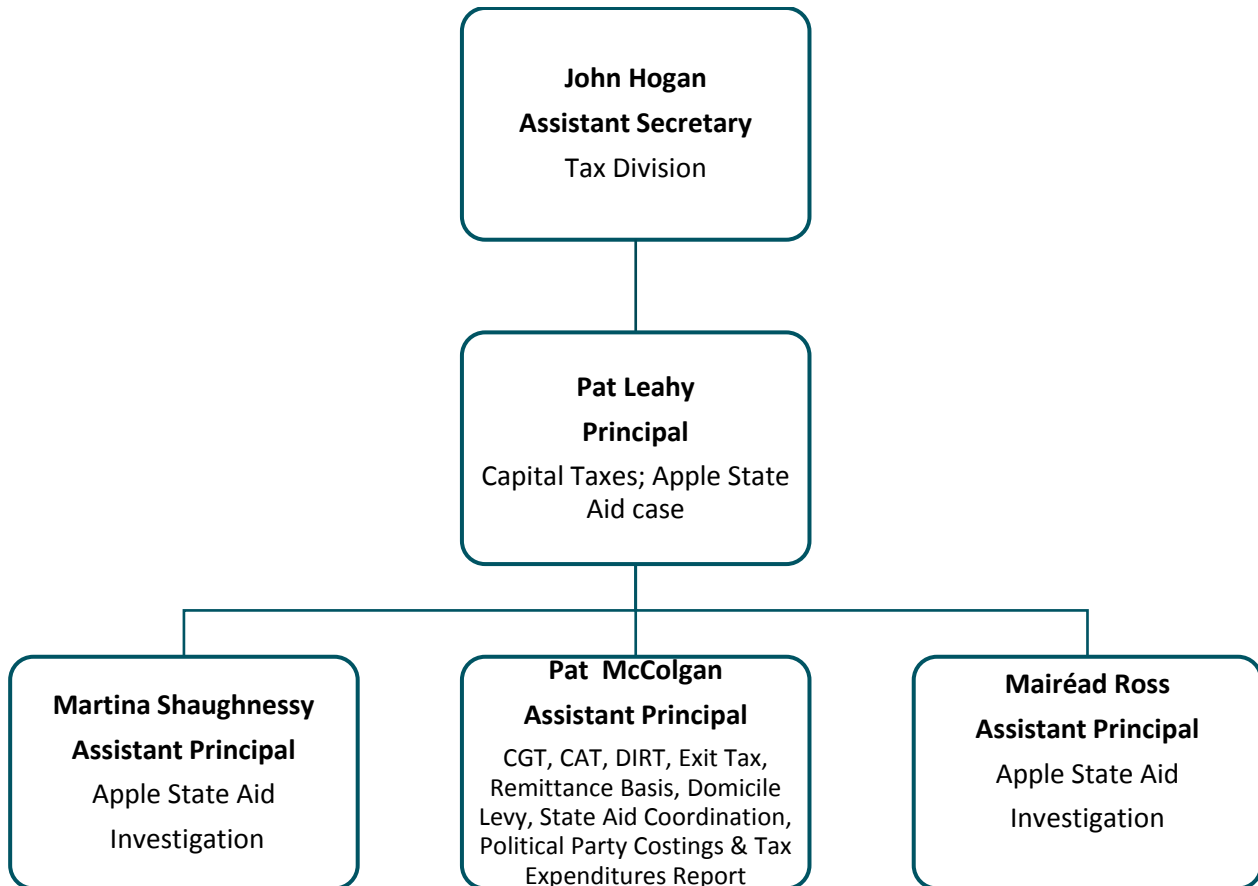 John Hogan
Assistant Secretary
Tax Division
Pat Leahy
Principal
Capital Taxes; Apple State
Aid case
Martina Shaughnessy
Assistant Principal
Apple State Aid
Investigation
Pat McColgan
Assistant Principal
CGT, CAT, DIRT, Exit Tax,
Remittance Basis, Domicile
Levy, State Aid Coordination,
Political Party Costings & Tax
Expenditures Report
Mairéad Ross
Assistant Principal
Apple State Aid
Investigation